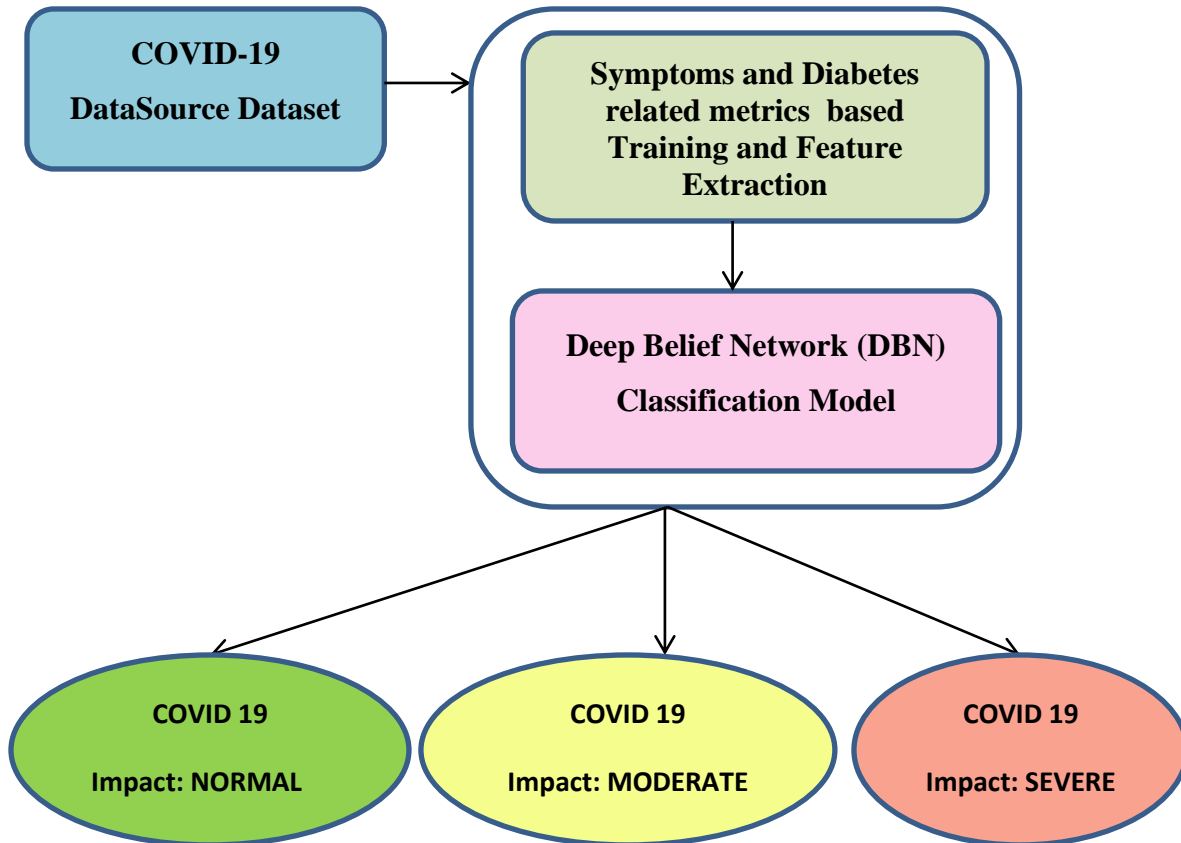 COVID-19
DataSource Dataset
Symptoms and Diabetes
related metrics based
Training and Feature
Extraction
Deep Belief Network (DBN)
Classification Model
COVID 19
Impact: NORMAL
COVID 19
Impact: MODERATE
COVID 19
Impact: SEVERE